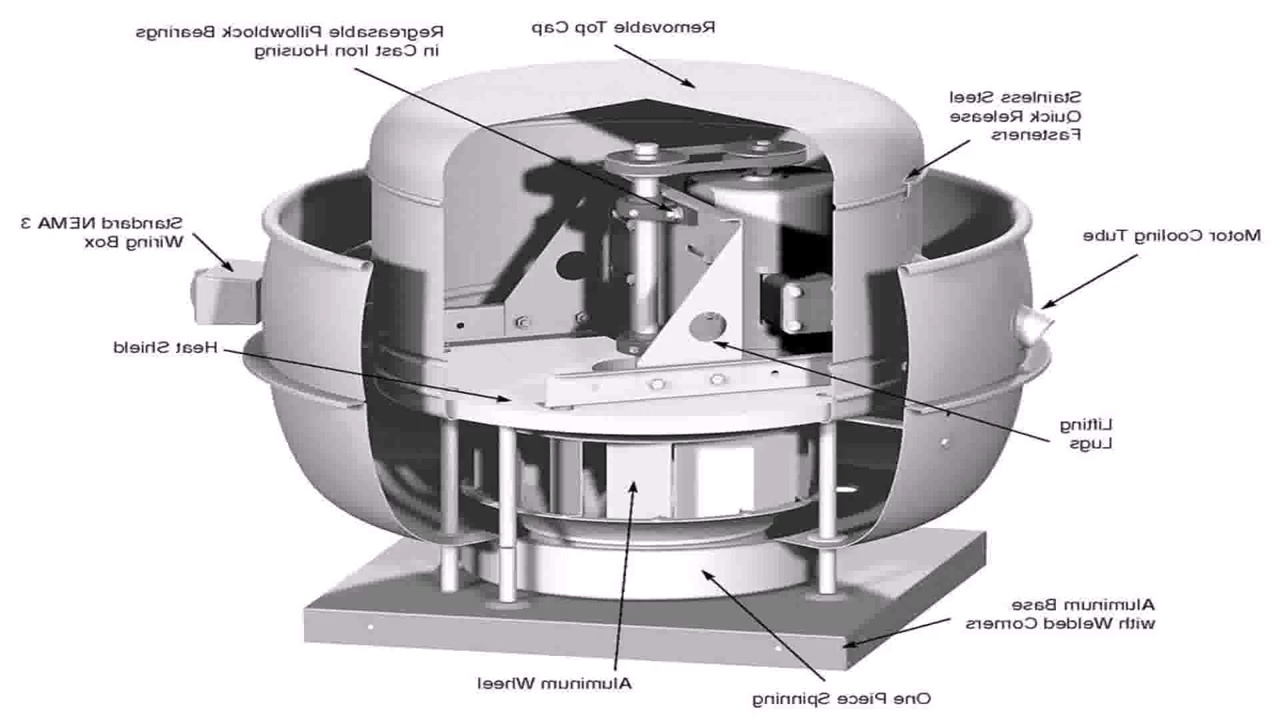 Removable Top Cap
Regreasable Pillowblock Bearings
in Cast Iron Housing
Stainless Steel
Quick Release
Fasteners
Standard NEMA 3
Wiring Box
Motor Cooling Tube
Heat Shield
Lifting
Lugs
Aluminum Base
with Welded Corners
Aluminum Wheel
One Piece Spinning